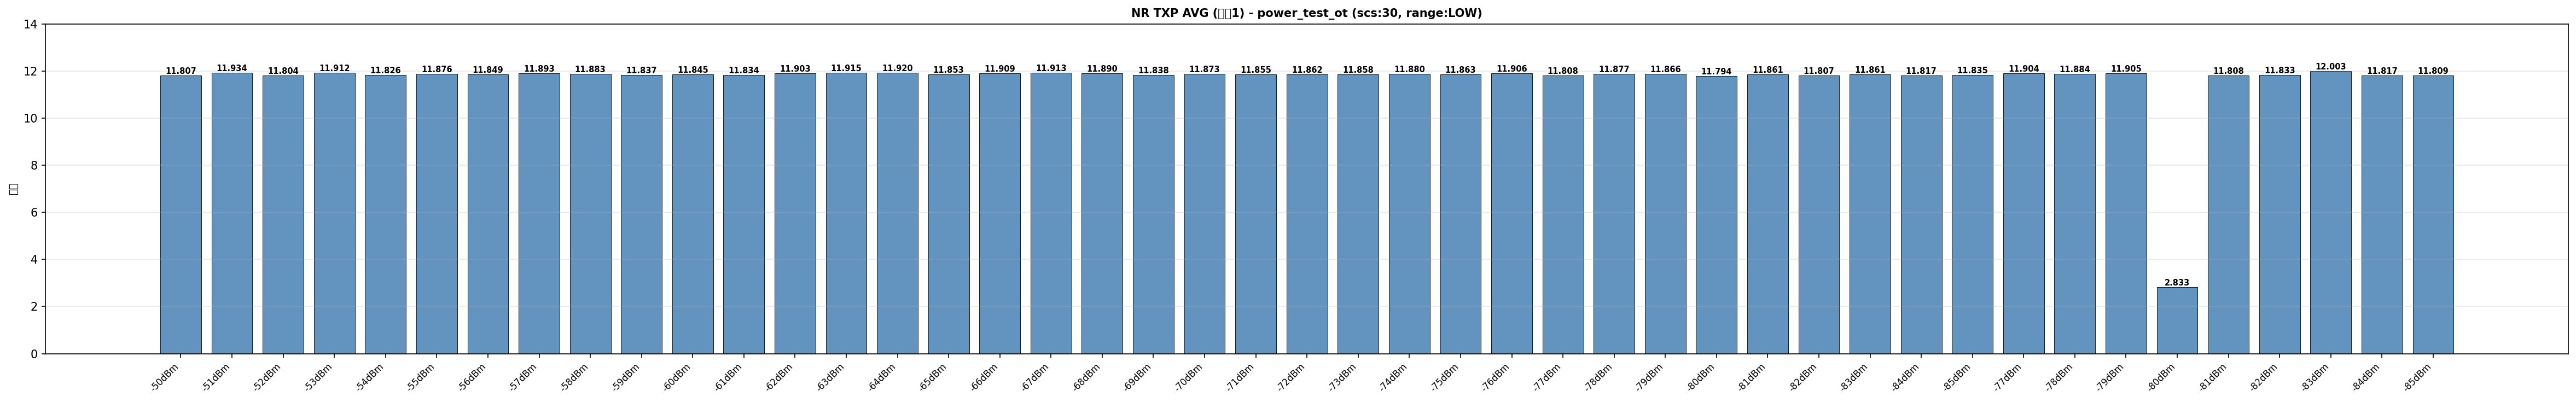 NR TXP AVG (1) - power_test_ot (scs:30, range:LOW)
14
12
10
8
6
4
2
0
11.807 11.934 11.804 11.912 11.826 11.876 11.849 11.893 11.883 11.837 11.845 11.834 11.903 11.915 11.920 11.853 11.909 11.913 11.890 11.838 11.873 11.855 11.862 11.858 11.880 11.863 11.906 11.808 11.877 11.866 11.794 11.861 11.807 11.861 11.817 11.835 11.904 11.884 11.905 2.833 11.808 11.833 12.003 11.817 11.809
-50dBm -51dBm -52dBm -53dBm -54dBm -55dBm -56dBm -57dBm -58dBm -59dBm -60dBm -61dBm -62dBm -63dBm -64dBm -65dBm -66dBm -67dBm -68dBm -69dBm -70dBm -71dBm -72dBm -73dBm -74dBm -75dBm -76dBm -77dBm -78dBm -79dBm -80dBm -81dBm -82dBm -83dBm -84dBm -85dBm -77dBm -78dBm -79dBm -80dBm -81dBm -82dBm -83dBm -84dBm -85dBm